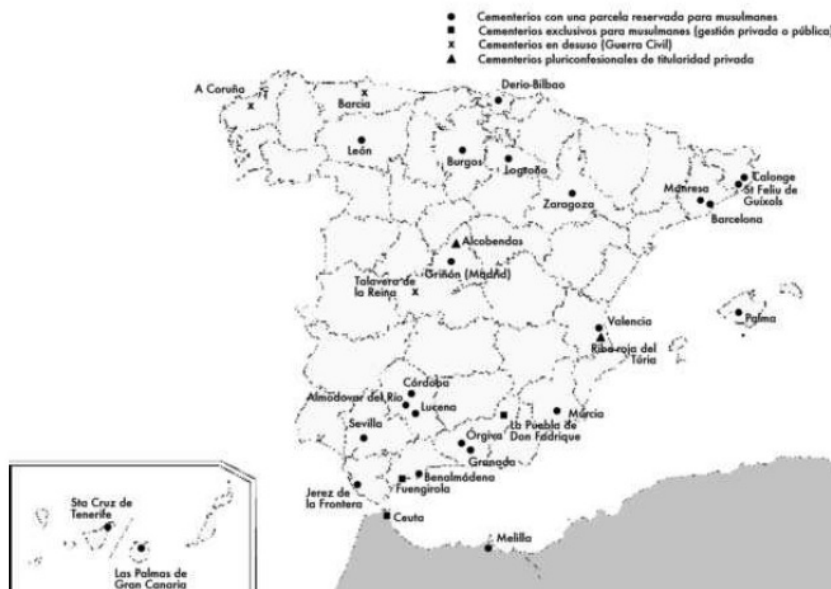 Cementerios con una parcela reservada para musulmanes
Cementerios exclusivos para musulmanes (gestión privada o pública)
Cementerios en desuso (Guerra Civil)
Cementerios pluriconfesionales de titularidad privada
A Coruña
Barcia
Derio-Bilbao
León
Burgos
Logroño
Zaragoza
Manresa
Calonge
St Feliu de
Guíxols
Barcelona
Alcobendas
Griñón (Madrid)
Talavera de
la Reina
Valencia
Riba-roja del
Túria
Palma
Córdoba
Almodovar del Río
Lucena
Sevilla
La Puebla de
Don Fadrique
Múrcia
Órgiva
Granada
Benalmádena
Fuengirola
Jerez de
la Frontera
Ceuta
Melilla
Sta Cruz de
Tenerife
Las Palmas de
Gran Canaria